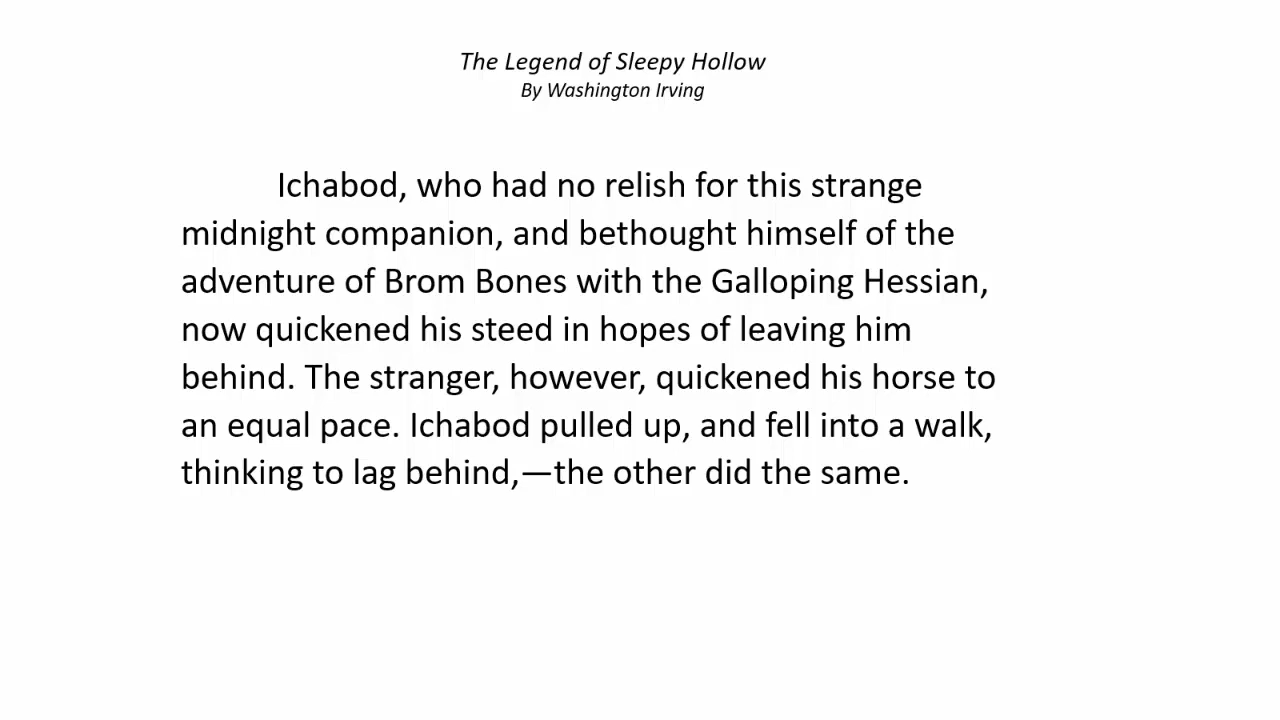 The Legend of Sleepy Hollow
By Washington Irving
Ichabod, who had no relish for this strange
midnight companion, and bethought himself of the
adventure of Brom Bones with the Galloping Hessian,
now quickened his steed in hopes of leaving him
behind. The stranger, however, quickened his horse to
an equal pace. Ichabod pulled up, and fell into a walk,
thinking to lag behind,—the other did the same.